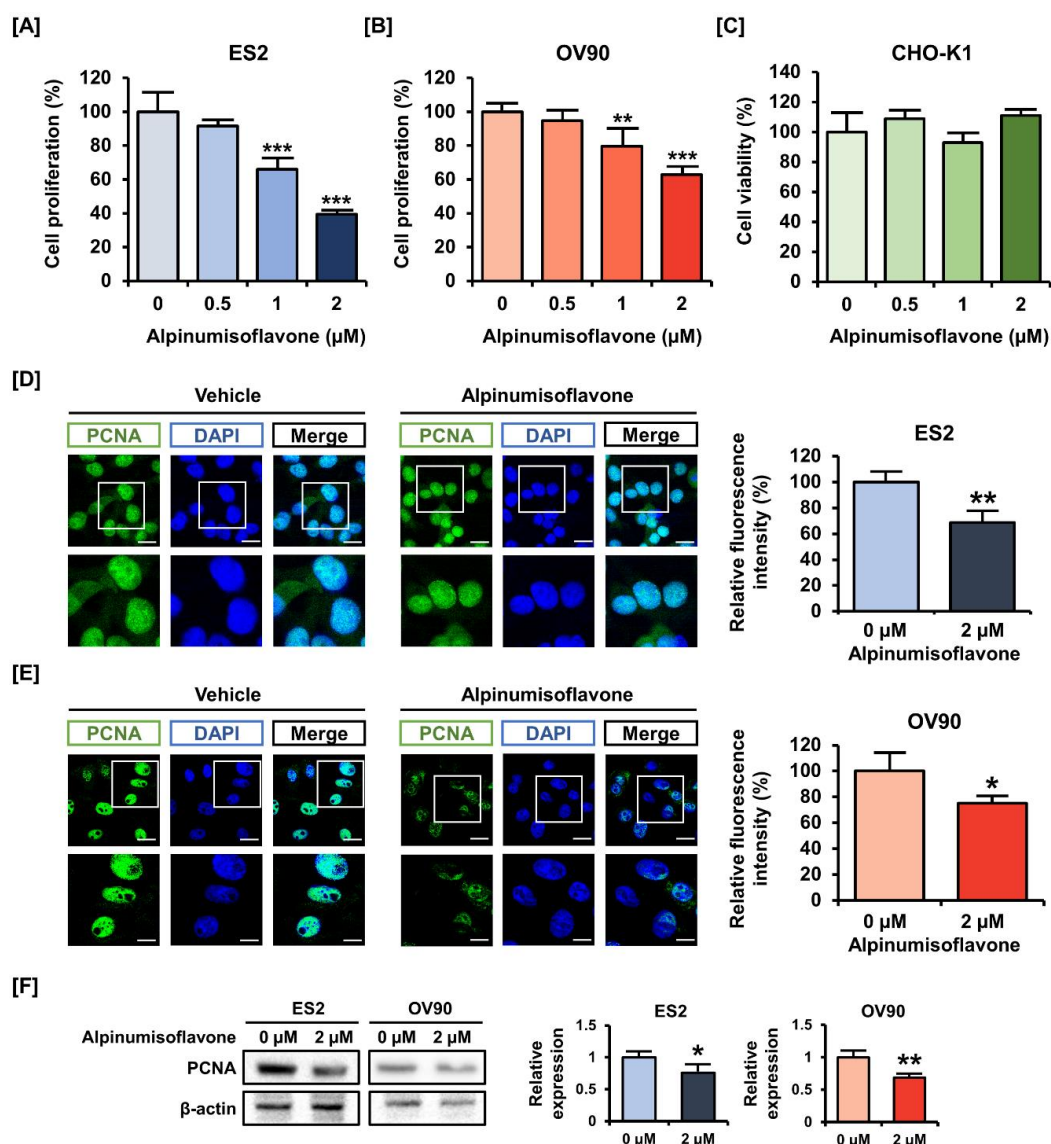 [A]
ES2
Cell proliferation (%)
120
100
80
60
40
20
0
***
***
0 0.5 1 2
Alpinumisoflavone (µM)
[B]
OV90
Cell proliferation (%)
120
100
80
60
40
20
0
**
***
0 0.5 1 2
Alpinumisoflavone (µM)
[C]
CHO-K1
Cell viability (%)
140
120
100
80
60
40
20
0
0 0.5 1 2
Alpinumisoflavone (µM)
[D]
Vehicle
PCNA DAPI Merge
Alpinumisoflavone
PCNA DAPI Merge
ES2
Relative fluorescence
intensity (%)
120
100
80
60
40
20
0
**
0 µM 2 µM
Alpinumisoflavone
[E]
Vehicle
PCNA DAPI Merge
Alpinumisoflavone
PCNA DAPI Merge
OV90
Relative fluorescence
intensity (%)
120
100
80
60
40
20
0
*
0 µM 2 µM
Alpinumisoflavone
[F]
ES2 OV90
Alpinumisoflavone 0 µM 2 µM 0 µM 2 µM
PCNA
β-actin
ES2
Relative
expression
1.5
1
0.5
0
*
0 µM 2 µM
OV90
Relative
expression
1.5
1
0.5
0
**
0 µM 2 µM